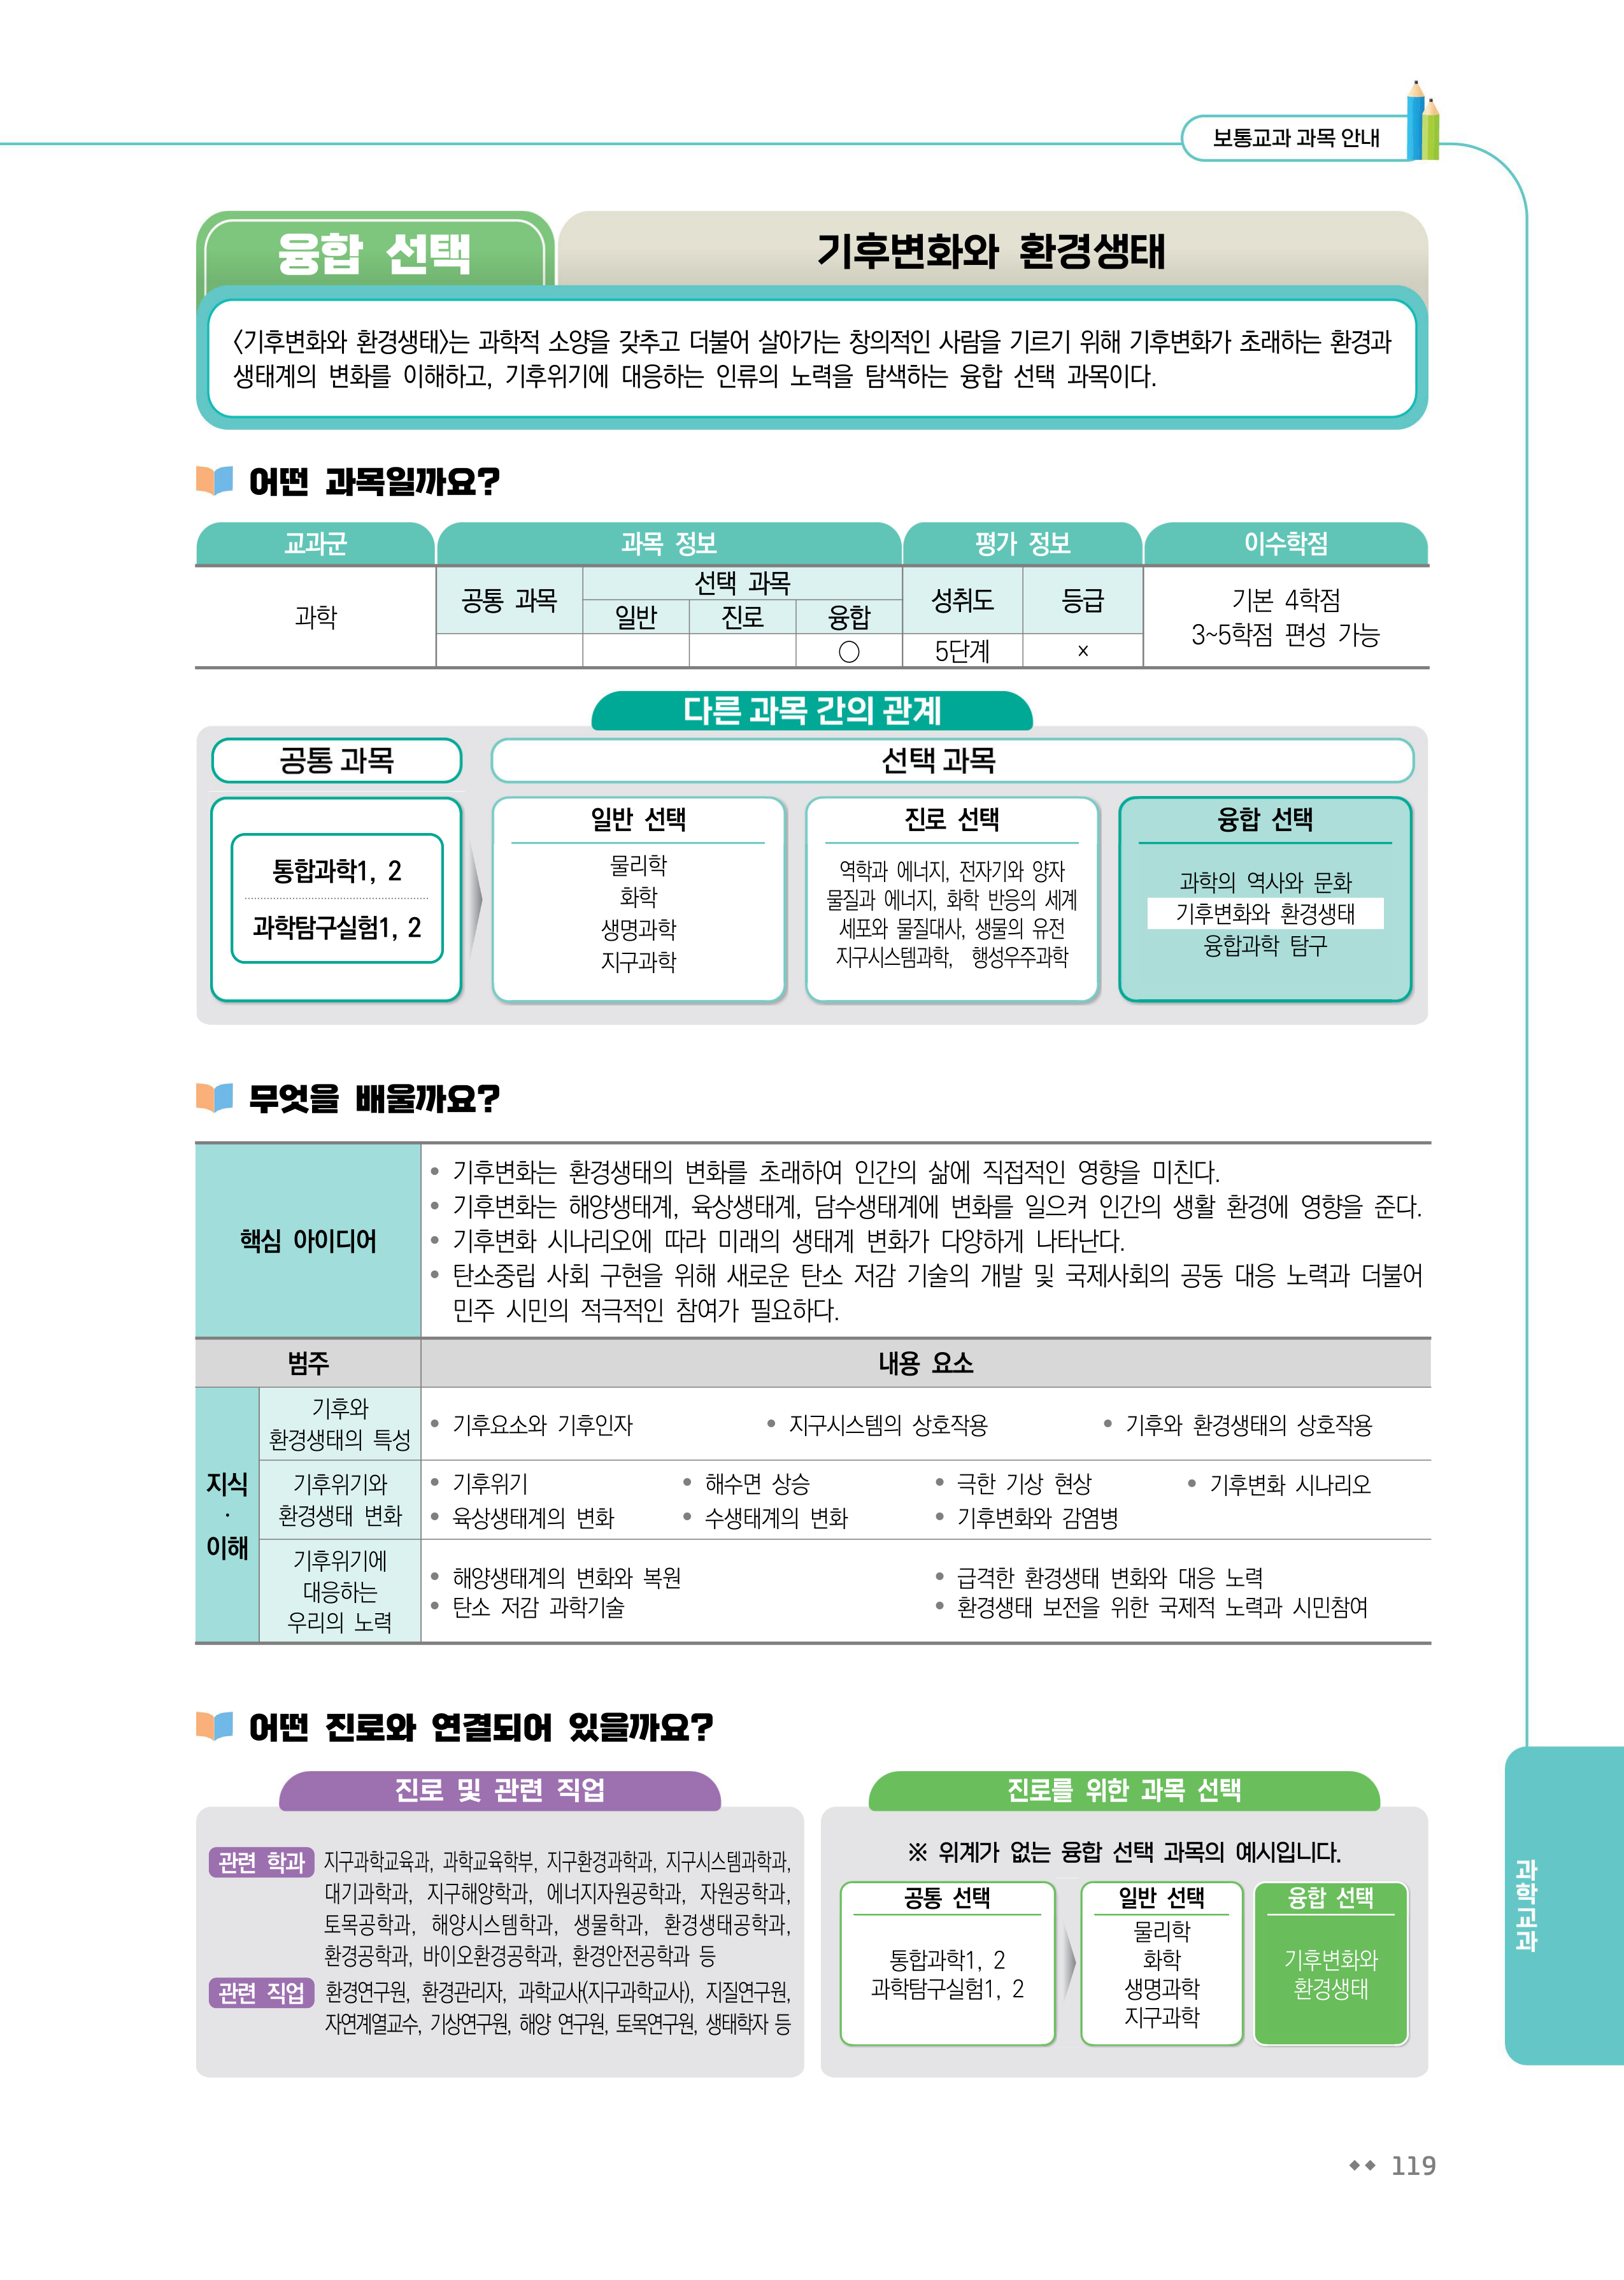 보통교과 과목 안내
융합 선택
기후변화와 환경생태
〈기후변화와 환경생태〉는 과학적 소양을 갖추고 더불어 살아가는 창의적인 사람을 기르기 위해 기후변화가 초래하는 환경과
생태계의 변화를 이해하고, 기후위기에 대응하는 인류의 노력을 탐색하는 융합 선택 과목이다.
어떤 과목일까요?
교과군 과목 정보 평가 정보 이수학점
과학
공통 과목 선택 과목 성취도 등급
일반 진로 융합
○ 5단계 ×
기본 4학점
3~5학점 편성 가능
다른 과목 간의 관계
공통 과목
선택 과목
통합과학1, 2
과학탐구실험1, 2
일반 선택
물리학
화학
생명과학
지구과학
진로 선택
역학과 에너지, 전자기와 양자
물질과 에너지, 화학 반응의 세계
세포와 물질대사, 생물의 유전
지구시스템과학, 행성우주과학
융합 선택
과학의 역사와 문화
기후변화와 환경생태
융합과학 탐구
무엇을 배울까요?
핵심 아이디어
• 기후변화는 환경생태의 변화를 초래하여 인간의 삶에 직접적인 영향을 미친다.
• 기후변화는 해양생태계, 육상생태계, 담수생태계에 변화를 일으켜 인간의 생활 환경에 영향을 준다.
• 기후변화 시나리오에 따라 미래의 생태계 변화가 다양하게 나타난다.
• 탄소중립 사회 구현을 위해 새로운 탄소 저감 기술의 개발 및 국제사회의 공동 대응 노력과 더불어
민주 시민의 적극적인 참여가 필요하다.
범주 내용 요소
지식
·
이해
기후와
환경생태의 특성
• 기후요소와 기후인자 • 지구시스템의 상호작용 • 기후와 환경생태의 상호작용
기후위기와
환경생태 변화
• 기후위기 • 해수면 상승 • 극한 기상 현상 • 기후변화 시나리오
• 육상생태계의 변화 • 수생태계의 변화 • 기후변화와 감염병
기후위기에
대응하는
우리의 노력
• 해양생태계의 변화와 복원 • 급격한 환경생태 변화와 대응 노력
• 탄소 저감 과학기술 • 환경생태 보전을 위한 국제적 노력과 시민참여
어떤 진로와 연결되어 있을까요?
진로 및 관련 직업
관련 학과 지구과학교육과, 과학교육학부, 지구환경과학과, 지구시스템과학과,
대기과학과, 지구해양학과, 에너지자원공학과, 자원공학과,
토목공학과, 해양시스템학과, 생물학과, 환경생태공학과,
환경공학과, 바이오환경공학과, 환경안전공학과 등
관련 직업 환경연구원, 환경관리자, 과학교사(지구과학교사), 지질연구원,
자연계열교수, 기상연구원, 해양 연구원, 토목연구원, 생태학자 등
진로를 위한 과목 선택
※ 위계가 없는 융합 선택 과목의 예시입니다.
공통 선택
통합과학1, 2
과학탐구실험1, 2
일반 선택
물리학
화학
생명과학
지구과학
융합 선택
기후변화와
환경생태
과학교과
◆◆ 119